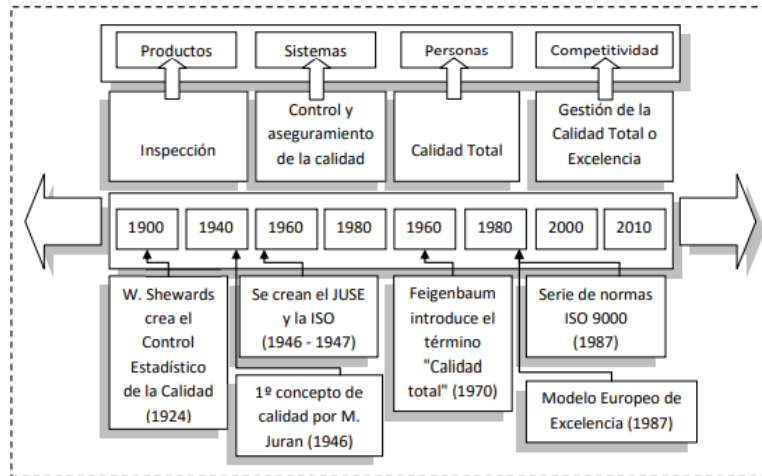 Productos
Sistemas
Personas
Competitividad
Inspección
Control y
aseguramiento
de la calidad
Calidad Total
Gestión de la
Calidad Total o
Excelencia
1900
1940
1960
1980
1960
1980
2000
2010
W. Shewards
crea el
Control
Estadístico
de la Calidad
(1924)
Se crean el JUSE
y la ISO
(1946 - 1947)
1º concepto de
calidad por M.
Juran (1946)
Feigenbaum
introduce el
término
"Calidad
total" (1970)
Serie de normas
ISO 9000
(1987)
Modelo Europeo de
Excelencia (1987)